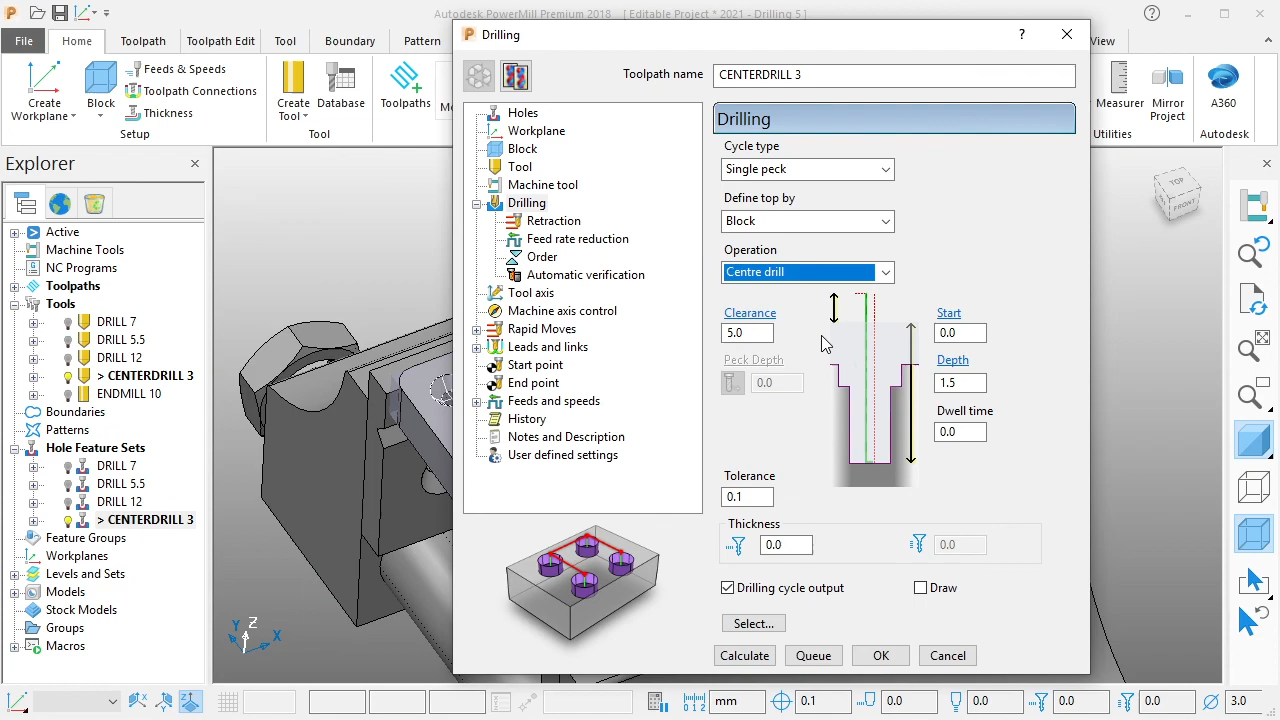 Autodesk PowerMill Premium 2018 [ Editable Project * 2021 - Drilling 5 ]
File
Home
Toolpath
Toolpath Edit
Tool
Boundary
Pattern
View
Create
Workplane
Block
Feeds & Speeds
Toolpath Connections
Thickness
Setup
Create
Tool
Database
Tool
Toolpaths
Measurer
Mirror
Project
Utilities
A360
Autodesk
Explorer
Active
Machine Tools
NC Programs
Toolpaths
Tools
DRILL 7
DRILL 5.5
DRILL 12
> CENTERDRILL 3
ENDMILL 10
Boundaries
Patterns
Hole Feature Sets
DRILL 7
DRILL 5.5
DRILL 12
> CENTERDRILL 3
Feature Groups
Workplanes
Levels and Sets
Models
Stock Models
Groups
Macros
Y Z X
TOP
FRONT
Drilling
?
Toolpath name
CENTERDRILL 3
Holes
Workplane
Block
Tool
Machine tool
Drilling
Retraction
Feed rate reduction
Order
Automatic verification
Tool axis
Machine axis control
Rapid Moves
Leads and links
Start point
End point
Feeds and speeds
History
Notes and Description
User defined settings
Drilling
Cycle type
Single peck
Define top by
Block
Operation
Centre drill
Clearance
5.0
Peck Depth
0.0
Start
0.0
Depth
1.5
Dwell time
0.0
Tolerance
0.1
Thickness
0.0
0.0
Drilling cycle output
Draw
Select...
Calculate
Queue
OK
Cancel
mm
0.1
0.0
0.0
0.0
0.0
3.0